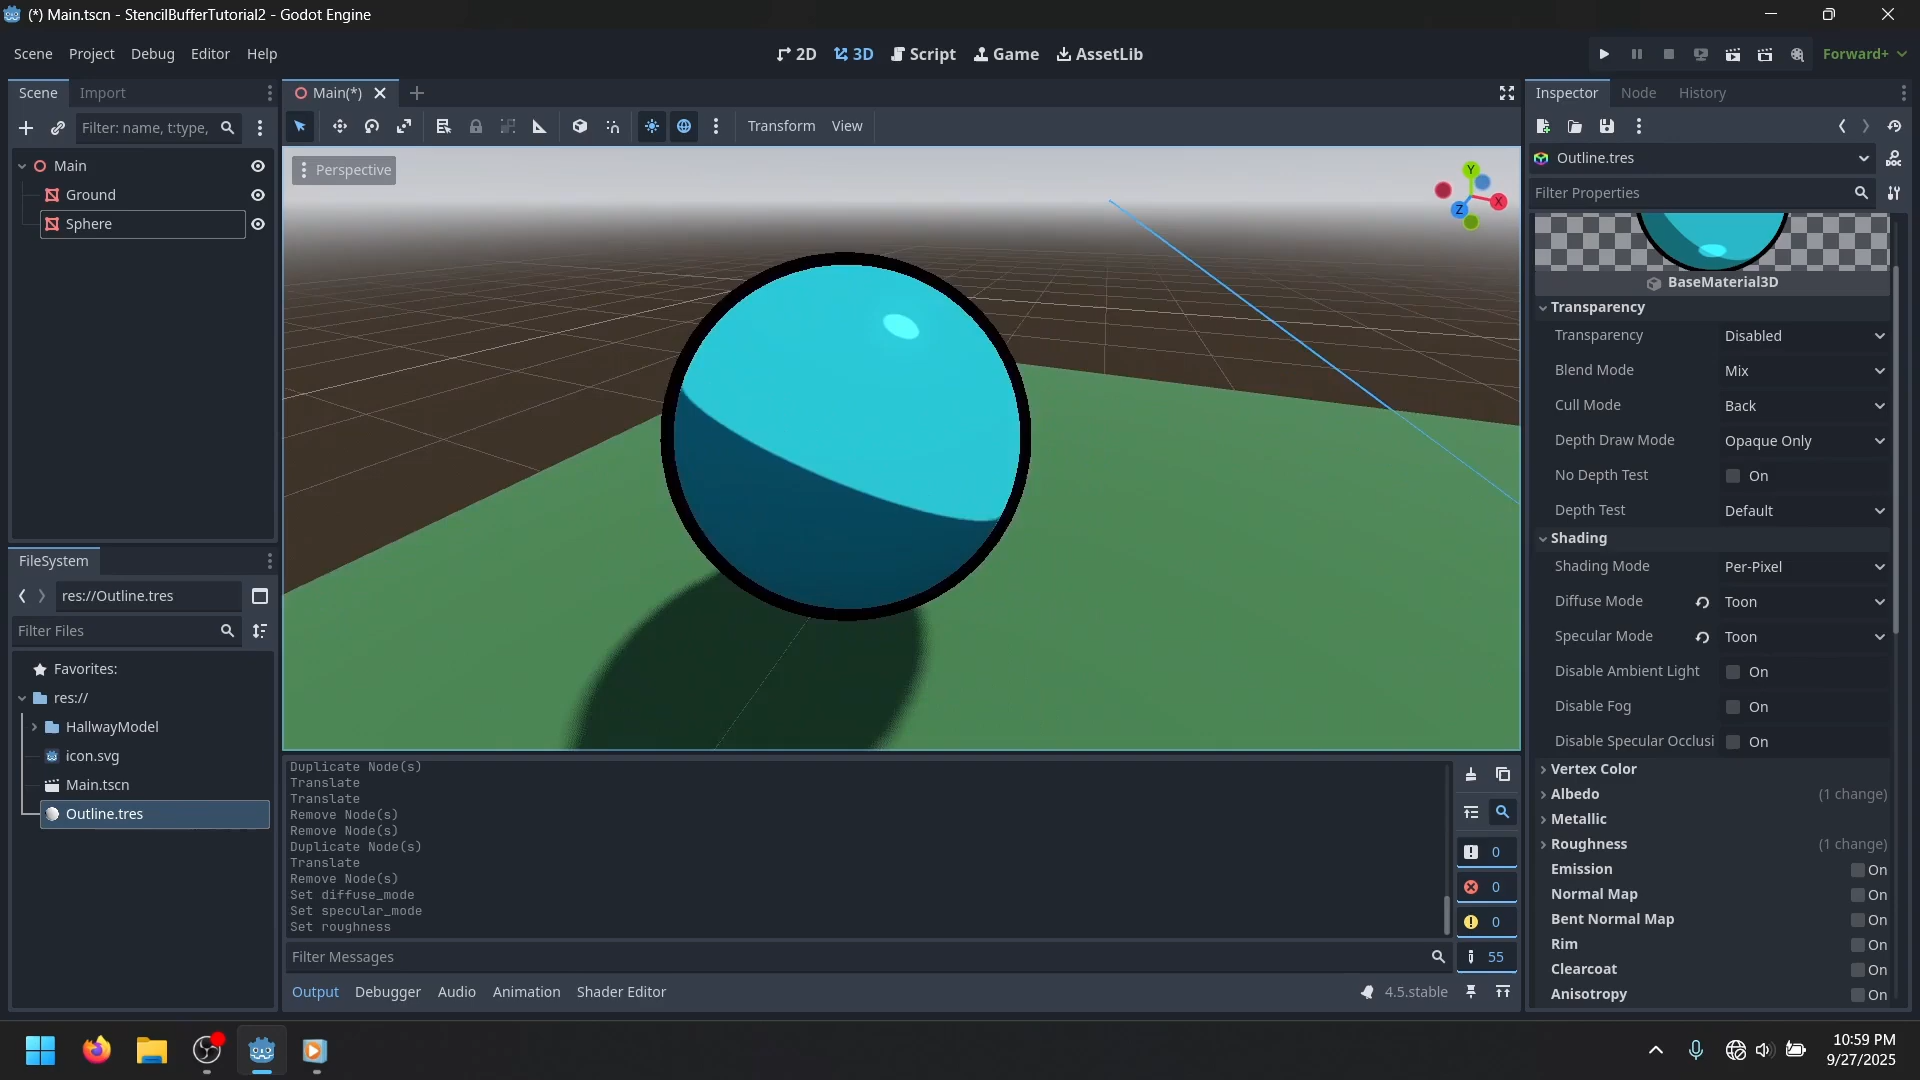 (*) Main.tscn - StencilBufferTutorial2 - Godot Engine
Scene Project Debug Editor Help
2D 3D Script Game AssetLib
Forward+
Scene Import
Filter: name, t:type,
Main
Ground
Sphere
FileSystem
res://Outline.tres
Filter Files
Favorites:
res://
HallwayModel
icon.svg
Main.tscn
Outline.tres
Main(*)
Transform View
Perspective
Y
X
Z
Duplicate Node(s)
Translate
Translate
Remove Node(s)
Remove Node(s)
Duplicate Node(s)
Translate
Remove Node(s)
Set diffuse_mode
Set specular_mode
Set roughness
0
0
0
55
Filter Messages
Output Debugger Audio Animation Shader Editor
4.5.stable
Inspector Node History
Outline.tres
Filter Properties
BaseMaterial3D
Transparency
Transparency Disabled
Blend Mode Mix
Cull Mode Back
Depth Draw Mode Opaque Only
No Depth Test On
Depth Test Default
Shading
Shading Mode Per-Pixel
Diffuse Mode Toon
Specular Mode Toon
Disable Ambient Light On
Disable Fog On
Disable Specular Occlusi On
Vertex Color
Albedo (1 change)
Metallic
Roughness (1 change)
Emission On
Normal Map On
Bent Normal Map On
Rim On
Clearcoat On
Anisotropy On
10:59 PM
9/27/2025